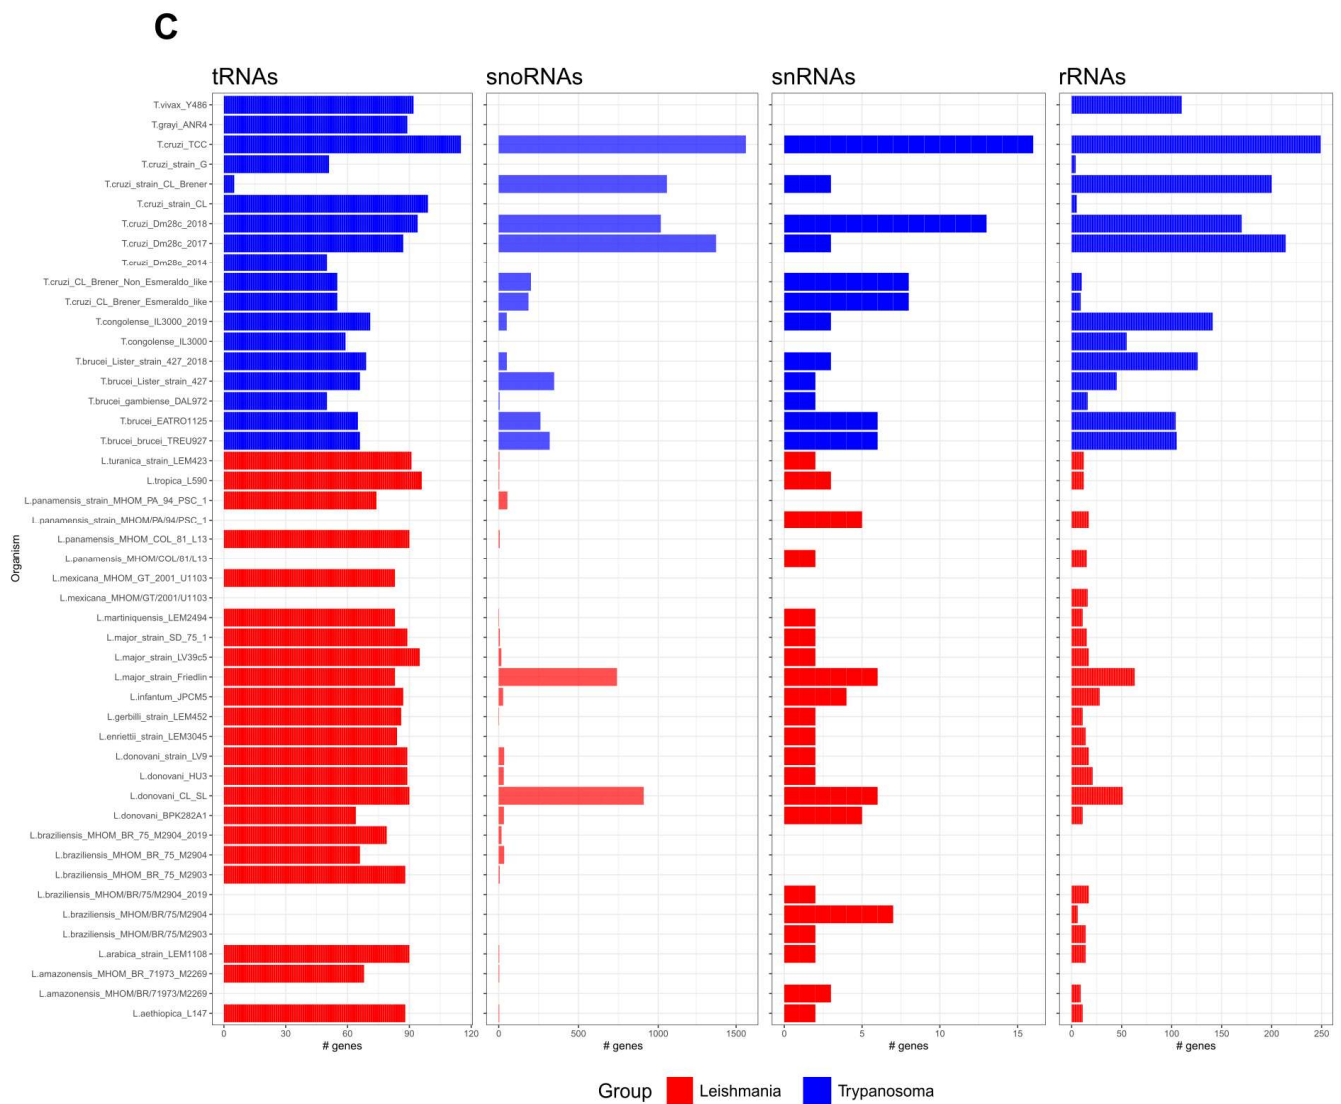 C
tRNAs
snoRNAs
snRNAs
rRNAs
Organism
T.vivax_Y486
T.grayi_ANR4
T.cruzi_TCC
T.cruzi_strain_G
T.cruzi_strain_CL_Brener
T.cruzi_strain_CL
T.cruzi_Dm28c_2018
T.cruzi_Dm28c_2017
T.cruzi_Dm28c_2014
T.cruzi_CL_Brener_Non_Esmeraldo_like
T.cruzi_CL_Brener_Esmeraldo_like
T.congolense_IL3000_2019
T.congolense_IL3000
T.brucei_Lister_strain_427_2018
T.brucei_Lister_strain_427
T.brucei_gambiense_DAL972
T.brucei_EATRO1125
T.brucei_brucei_TREU927
L.turanica_strain_LEM423
L.tropica_L590
L.panamensis_strain_MHOM_PA_94_PSC_1
L.panamensis_strain_MHOM/PA/94/PSC_1
L.panamensis_MHOM_COL_81_L13
L.panamensis_MHOM/COL/81/L13
L.mexicana_MHOM_GT_2001_U1103
L.mexicana_MHOM/GT/2001/U1103
L.martiniquensis_LEM2494
L.major_strain_SD_75_1
L.major_strain_LV39c5
L.major_strain_Friedlin
L.infantum_JPCM5
L.gerbilli_strain_LEM452
L.enriettii_strain_LEM3045
L.donovani_strain_LV9
L.donovani_HU3
L.donovani_CL_SL
L.donovani_BPK282A1
L.braziliensis_MHOM_BR_75_M2904_2019
L.braziliensis_MHOM_BR_75_M2904
L.braziliensis_MHOM_BR_75_M2903
L.braziliensis_MHOM/BR/75/M2904_2019
L.braziliensis_MHOM/BR/75/M2904
L.braziliensis_MHOM/BR/75/M2903
L.arabica_strain_LEM1108
L.amazonensis_MHOM_BR_71973_M2269
L.amazonensis_MHOM/BR/71973/M2269
L.aethiopica_L147
0 30 60 90 120
# genes
0 500 1000 1500
# genes
0 5 10 15
# genes
0 50 100 150 200 250
# genes
Group Leishmania Trypanosoma